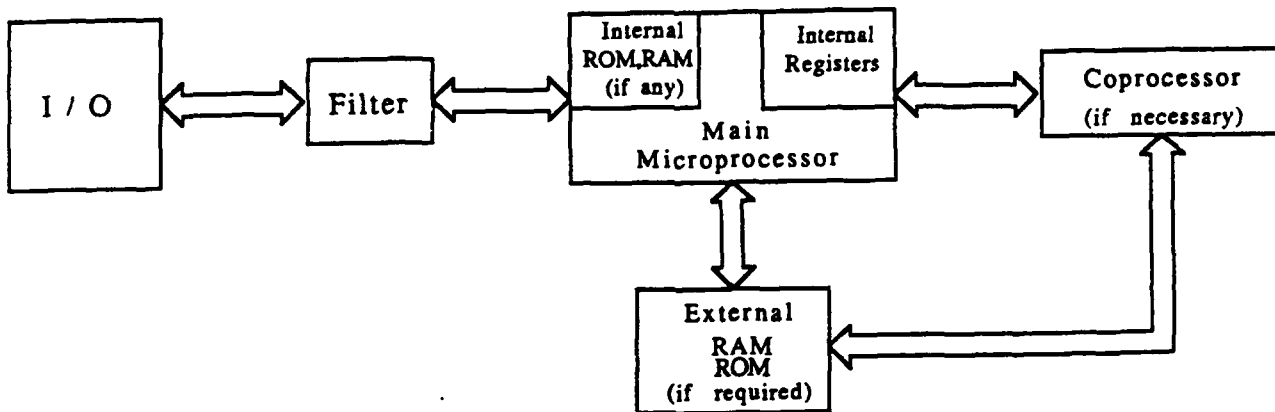 I / O
Filter
Internal
ROM,RAM
(if any)
Internal
Registers
Main
Microprocessor
Coprocessor
(if necessary)
External
RAM
ROM
(if required)